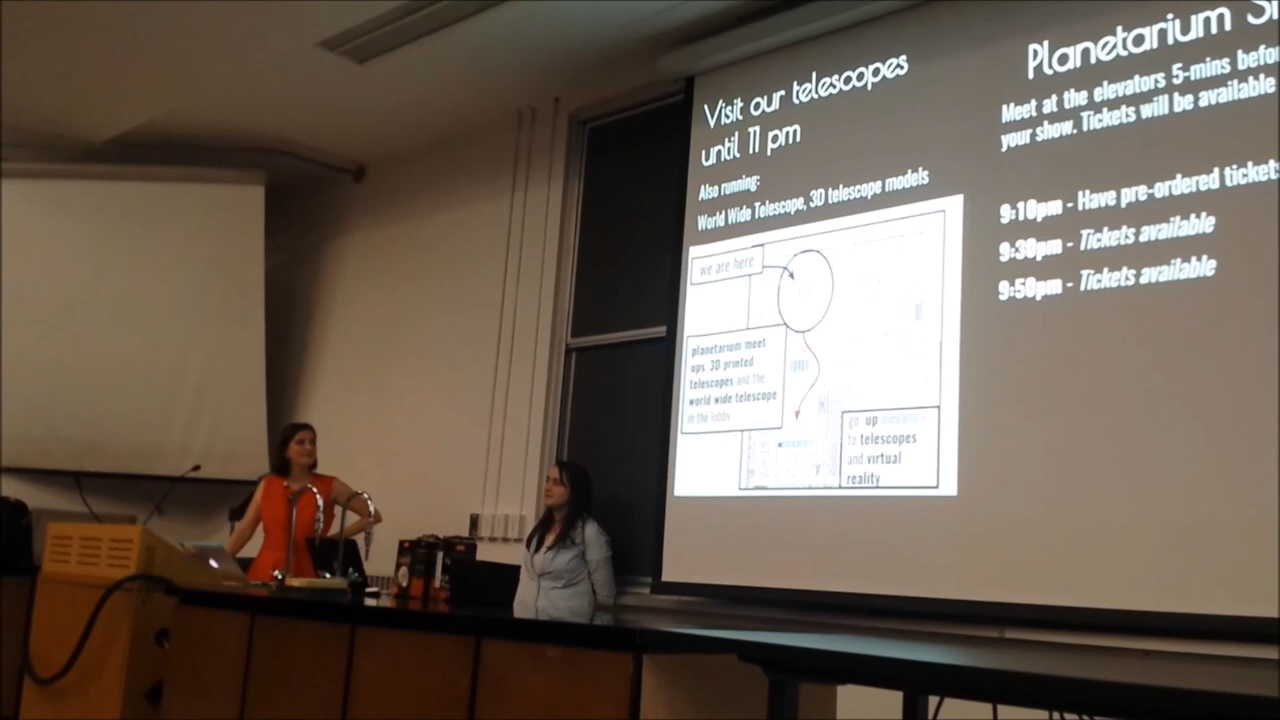 Visit our telescopes
until 11 pm
Also running:
World Wide Telescope, 3D telescope models
we are here
planetarium meet
ups, 3D printed
telescopes and the
world wide telescope
in the lobby
go up
to telescopes
and virtual
reality
Planetarium
Meet at the elevators 5-mins
your show. Tickets will be available
9:10pm - Have pre-ordered tickets
9:30pm - Tickets available
9:50pm - Tickets available